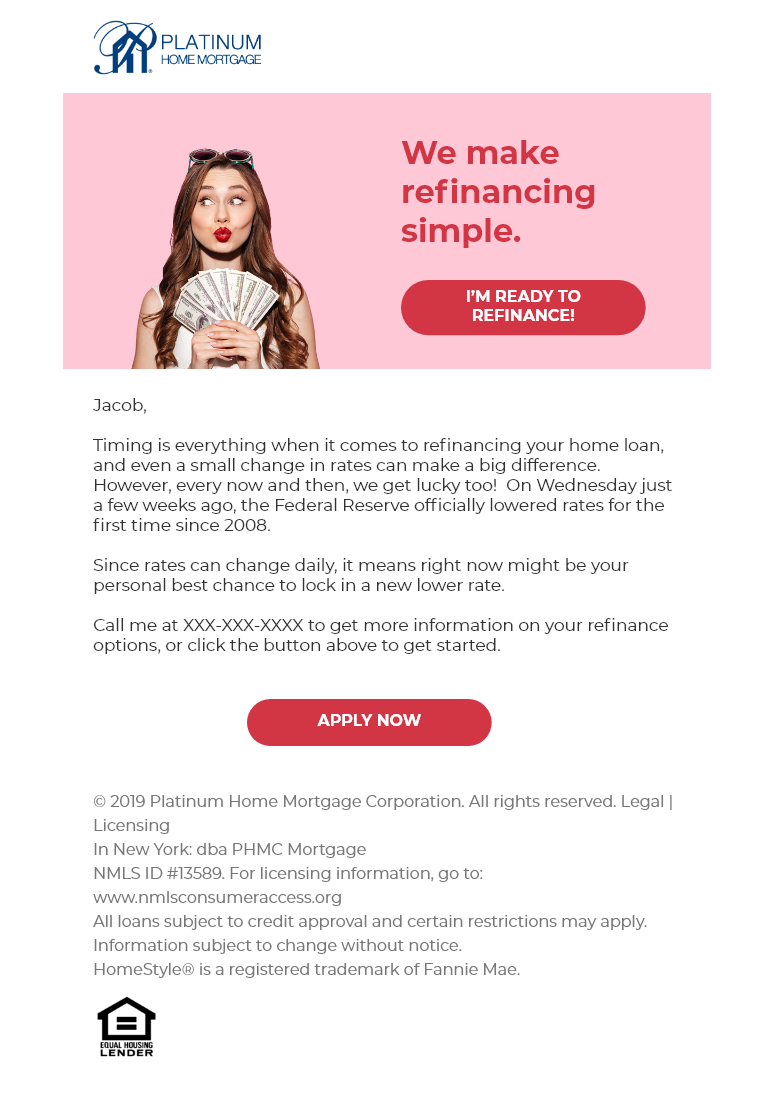 PLATINUM
HOME MORTGAGE
We make
refinancing
simple.
I'M READY TO
REFINANCE!
Jacob,
Timing is everything when it comes to refinancing your home loan,
and even a small change in rates can make a big difference.
However, every now and then, we get lucky too!  On Wednesday just
a few weeks ago, the Federal Reserve officially lowered rates for the
first time since 2008.
Since rates can change daily, it means right now might be your
personal best chance to lock in a new lower rate.
Call me at XXX-XXX-XXXX to get more information on your refinance
options, or click the button above to get started.
APPLY NOW
© 2019 Platinum Home Mortgage Corporation. All rights reserved. Legal |
Licensing
In New York: dba PHMC Mortgage
NMLS ID #13589. For licensing information, go to:
www.nmlsconsumeraccess.org
All loans subject to credit approval and certain restrictions may apply.
Information subject to change without notice.
HomeStyle® is a registered trademark of Fannie Mae.
EQUAL HOUSING
LENDER